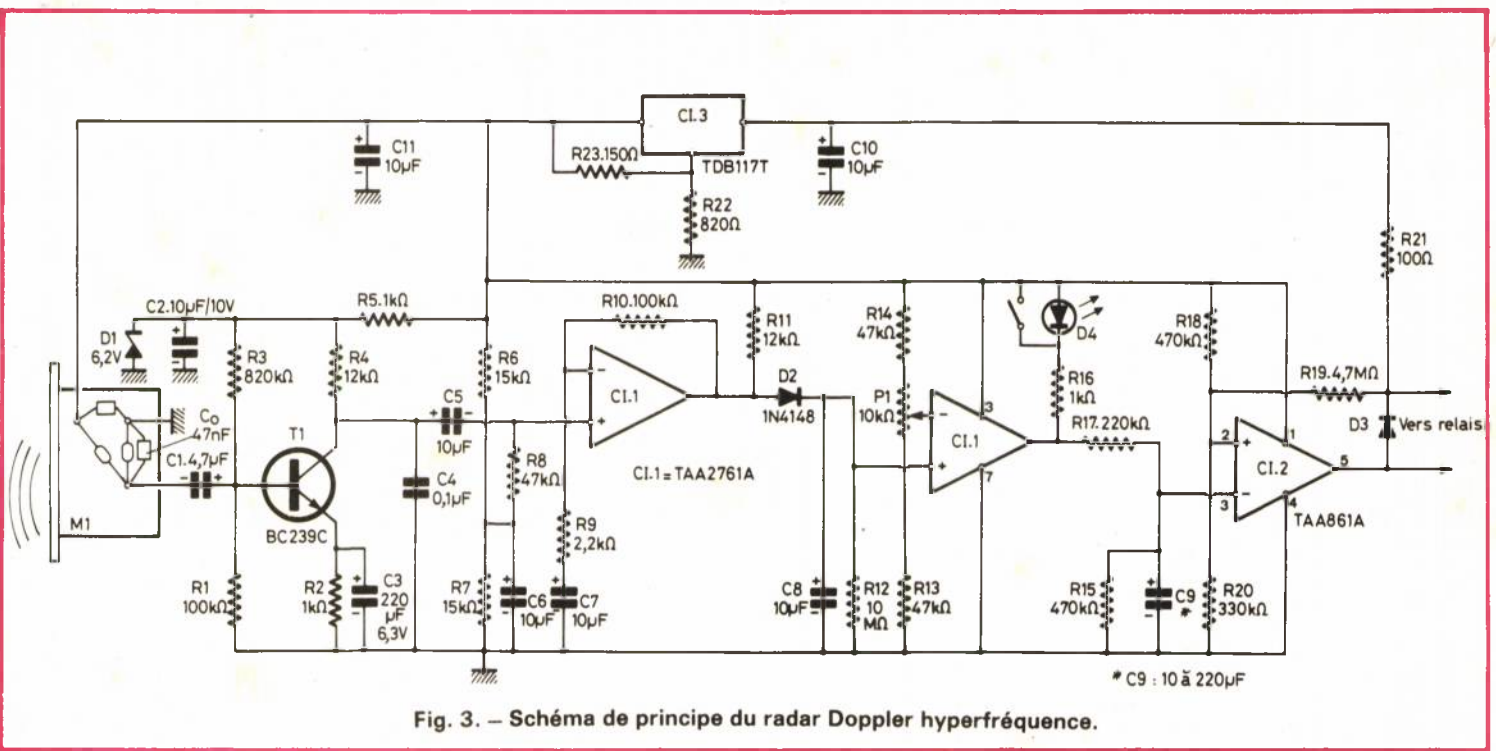 CI.3
TDB117T
C11
10µF
R23.150Ω
C10
10µF
R22
820Ω
R21
100Ω
C2.10µF/10V
D1
6,2V
R5.1kΩ
R3
820kΩ
R4
12kΩ
R6
15kΩ
C5
10µF
R10.100kΩ
CI.1
-
+
CI.1=TAA2761A
R11
12kΩ
D2
1N4148
R14
47kΩ
P1
10kΩ
D4
R16
1kΩ
R17.220kΩ
R18
470kΩ
R19.4,7MΩ
D3
Vers relais
CI.1
-
+
3
7
CI.2
+
-
2
3
1
4
5
TAA861A
Co
47nF
C1.4,7µF
M1
T1
BC239C
R1
100kΩ
R2
1kΩ
C3
220
µF
6,3V
C4
0,1µF
R8
47kΩ
R7
15kΩ
C6
10µF
R9
2,2kΩ
C7
10µF
C8
10µF
R12
10
MΩ
R13
47kΩ
R15
470kΩ
C9
*
R20
330kΩ
* C9 : 10 à 220µF
Fig. 3. – Schéma de principe du radar Doppler hyperfréquence.